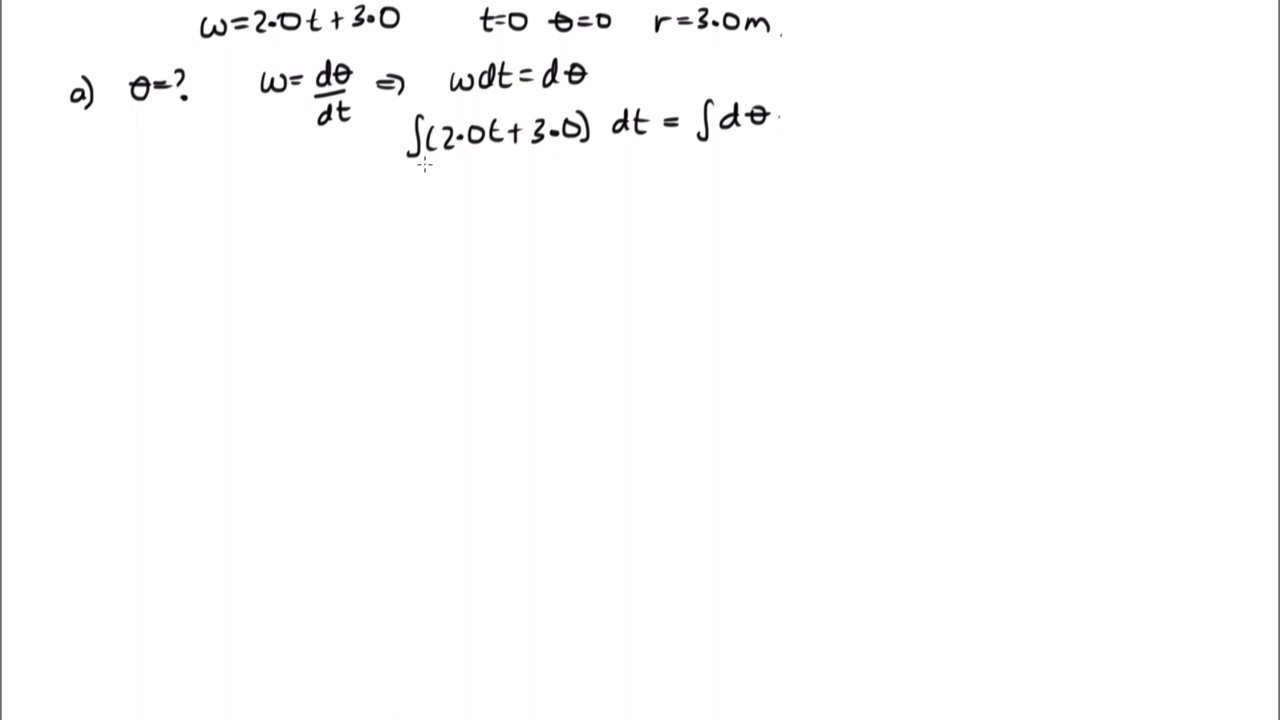 ω=2.0t+3.0 t=0 θ=0 r=3.0m.
a) θ=? ω=dθ/dt ⇒ ωdt=dθ
∫(2.0t+3.0) dt = ∫dθ.